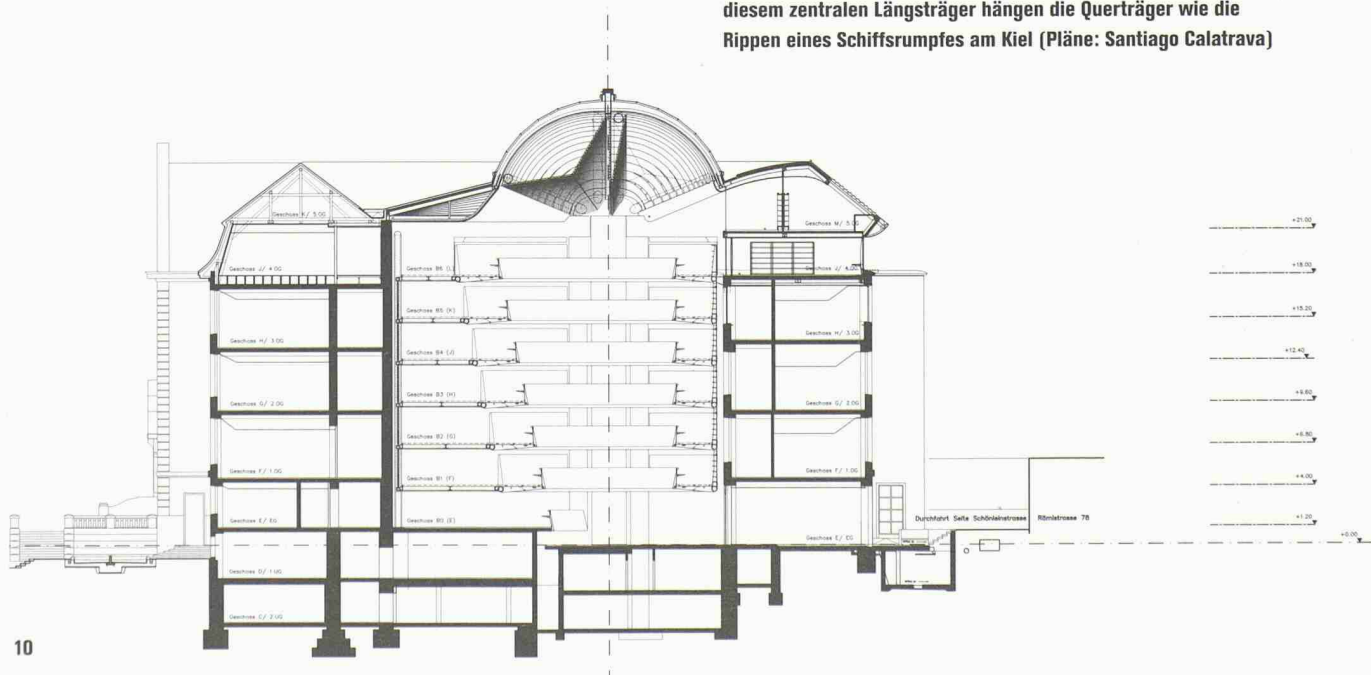 diesem zentralen Längsträger hängen die Querträger wie die
Rippen eines Schiffsrumpfes am Kiel (Pläne: Santiago Calatrava)
Geschoss K/ 5.OG
Geschoss M/ 5.OG
+21.00
Geschoss J/ 4.OG
Geschoss B6 (L)
Geschoss J/ 4.OG
+18.00
Geschoss B5 (K)
+15.20
Geschoss H/ 3.OG
Geschoss B4 (J)
Geschoss H/ 3.OG
+12.40
Geschoss G/ 2.OG
Geschoss B3 (H)
Geschoss G/ 2.OG
+9.60
Geschoss B2 (G)
+6.80
Geschoss F/ 1.OG
Geschoss B1 (F)
Geschoss F/ 1.OG
+4.00
Geschoss E/ EG
Geschoss B0 (E)
Durchfahrt Seite Schönleinstrasse
Rämistrasse 78
+1.20
Geschoss E/ EG
±0.00
Geschoss D/ 1.UG
Geschoss C/ 2.UG
10